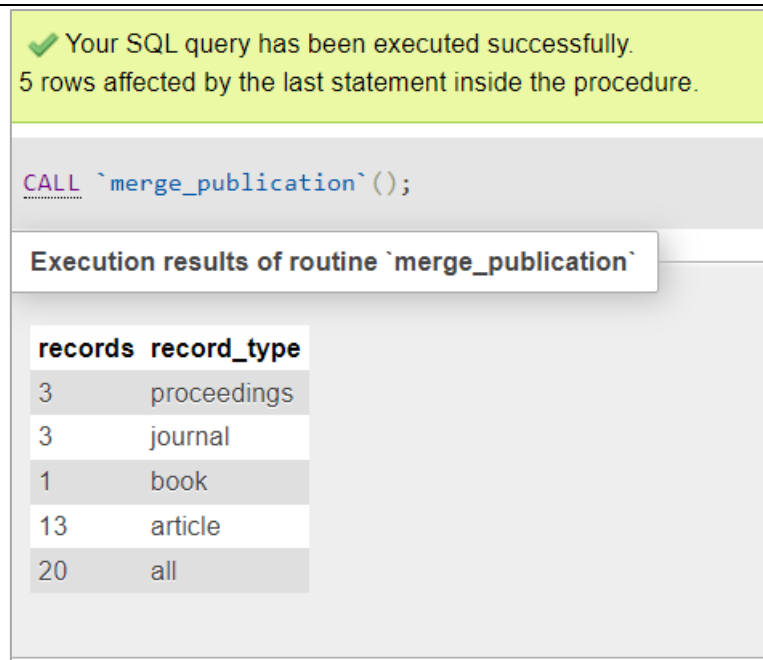 Your SQL query has been executed successfully.
5 rows affected by the last statement inside the procedure.
CALL `merge_publication`();
Execution results of routine `merge_publication`
records record_type
3 proceedings
3 journal
1 book
13 article
20 all